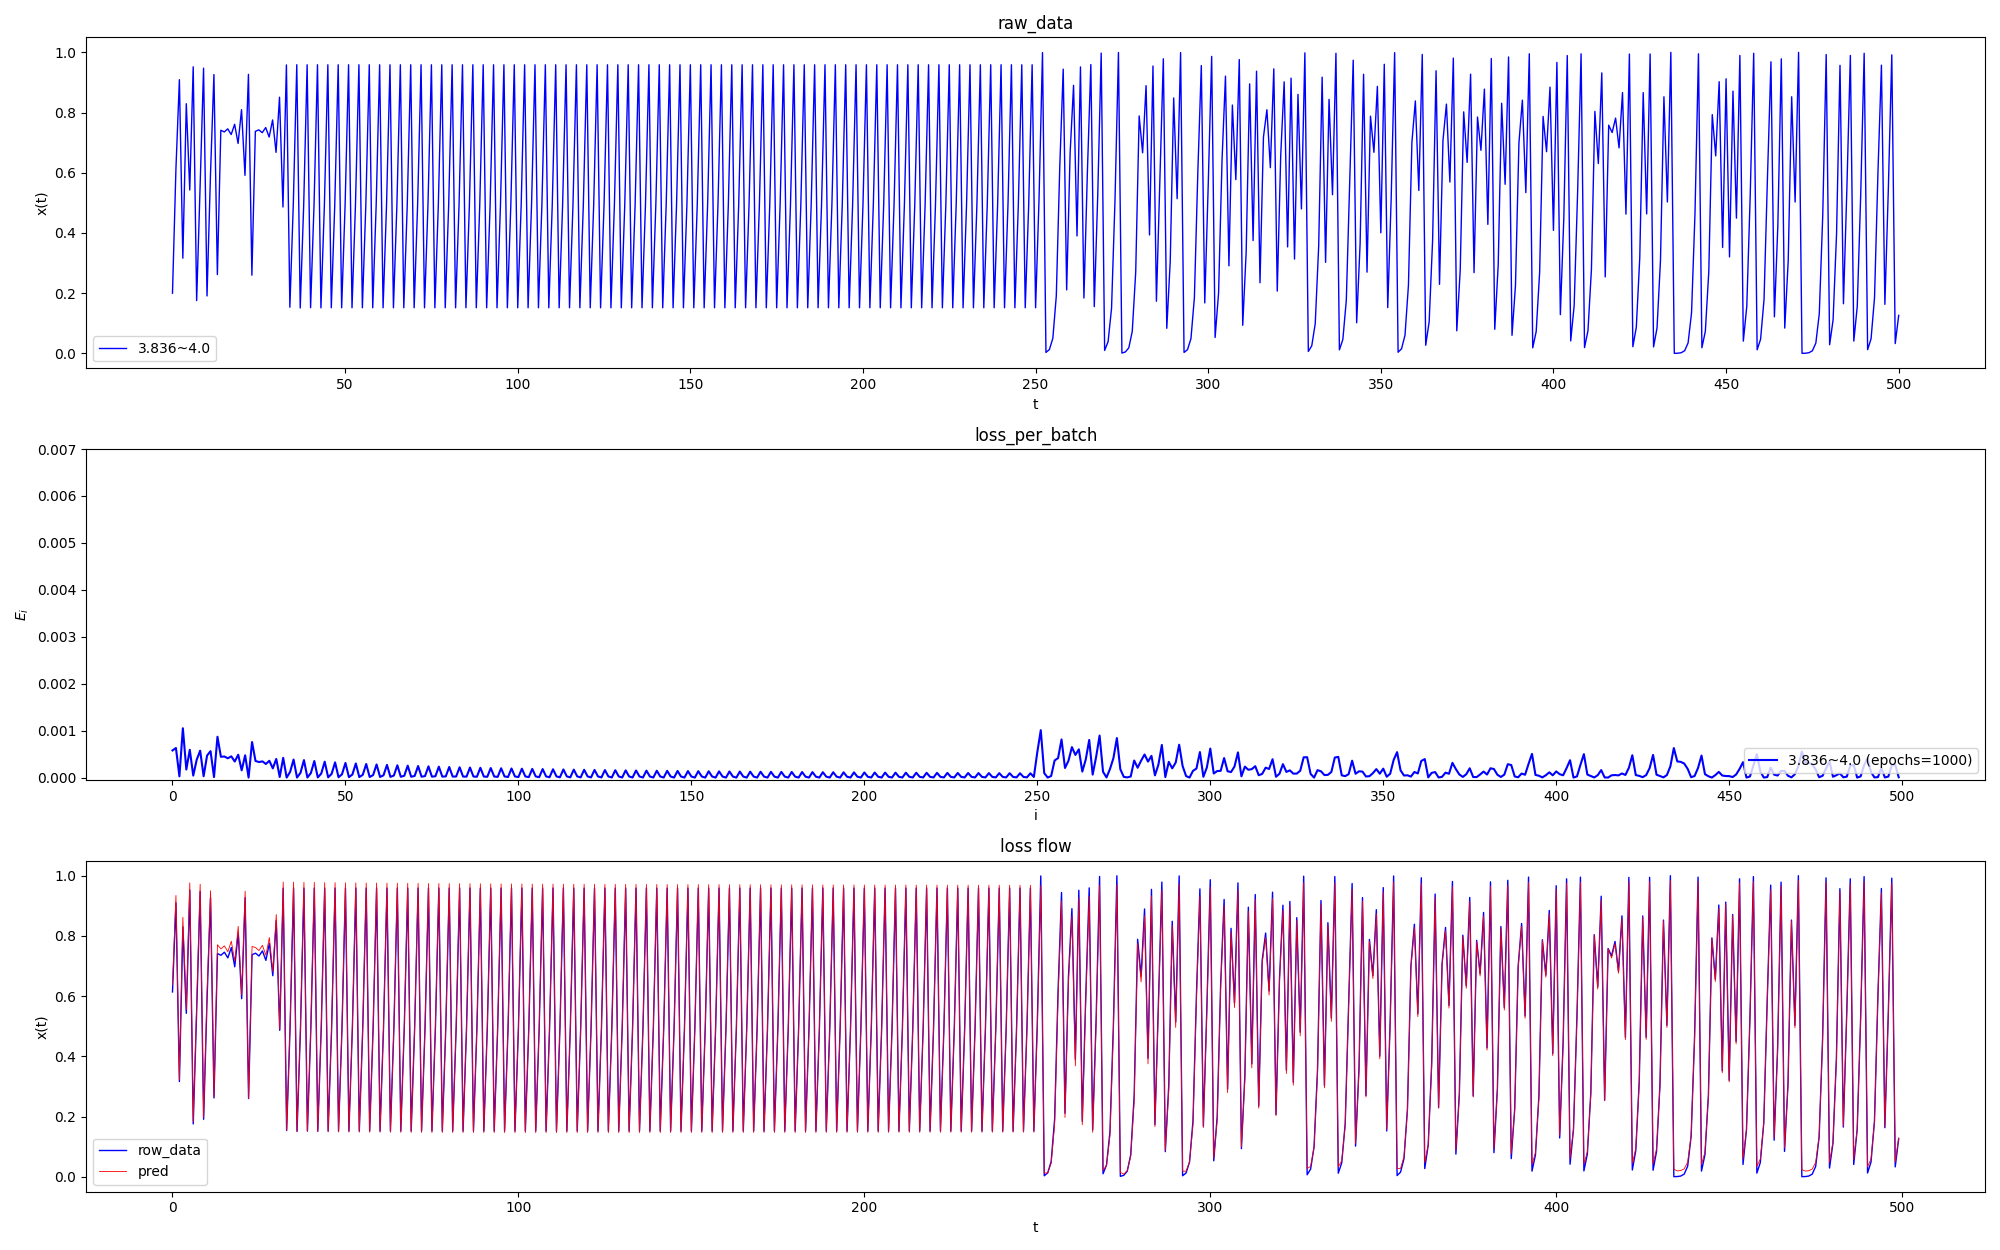 raw_data
1.0
0.8
0.6
0.4
0.2
0.0
x(t)
3.836~4.0
50 100 150 200 250 300 350 400 450 500
t
loss_per_batch
0.007
0.006
0.005
0.004
0.003
0.002
0.001
0.000
E_i
3.836~4.0 (epochs=1000)
0 50 100 150 200 250 300 350 400 450 500
i
loss flow
1.0
0.8
0.6
0.4
0.2
0.0
x(t)
row_data
pred
0 100 200 300 400 500
t